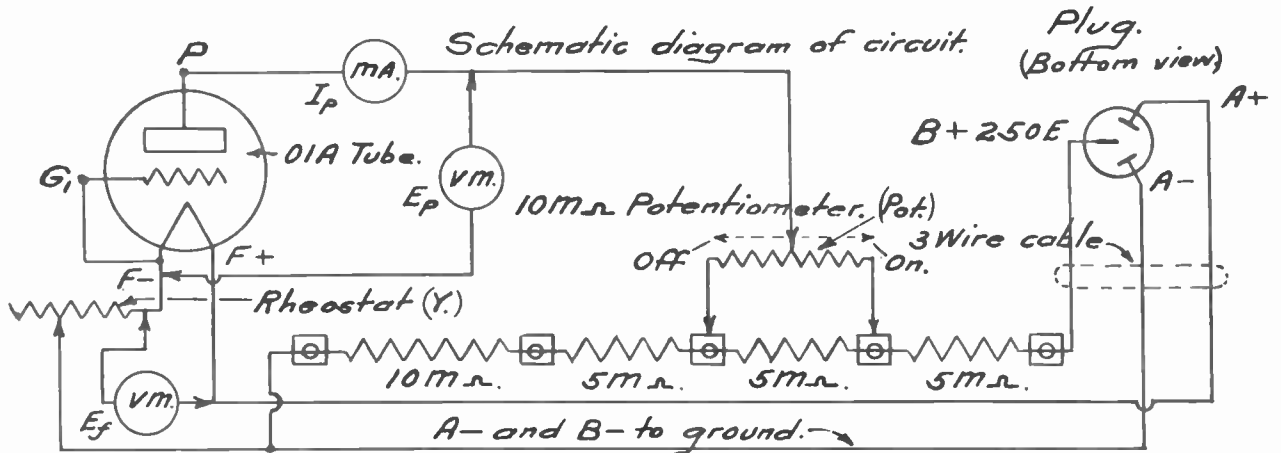 Schematic diagram of circuit.
Plug.
(Bottom view)
P
mA.
Ip
A+
B+ 250E
01A Tube.
G1
vm.
Ep
A-
10MΩ Potentiometer. (Pot.)
F+
Off
On.
3 Wire cable
F-
Rheostat (Y.)
10MΩ.
5MΩ.
5MΩ.
5MΩ.
vm.
Ef
A- and B- to ground.